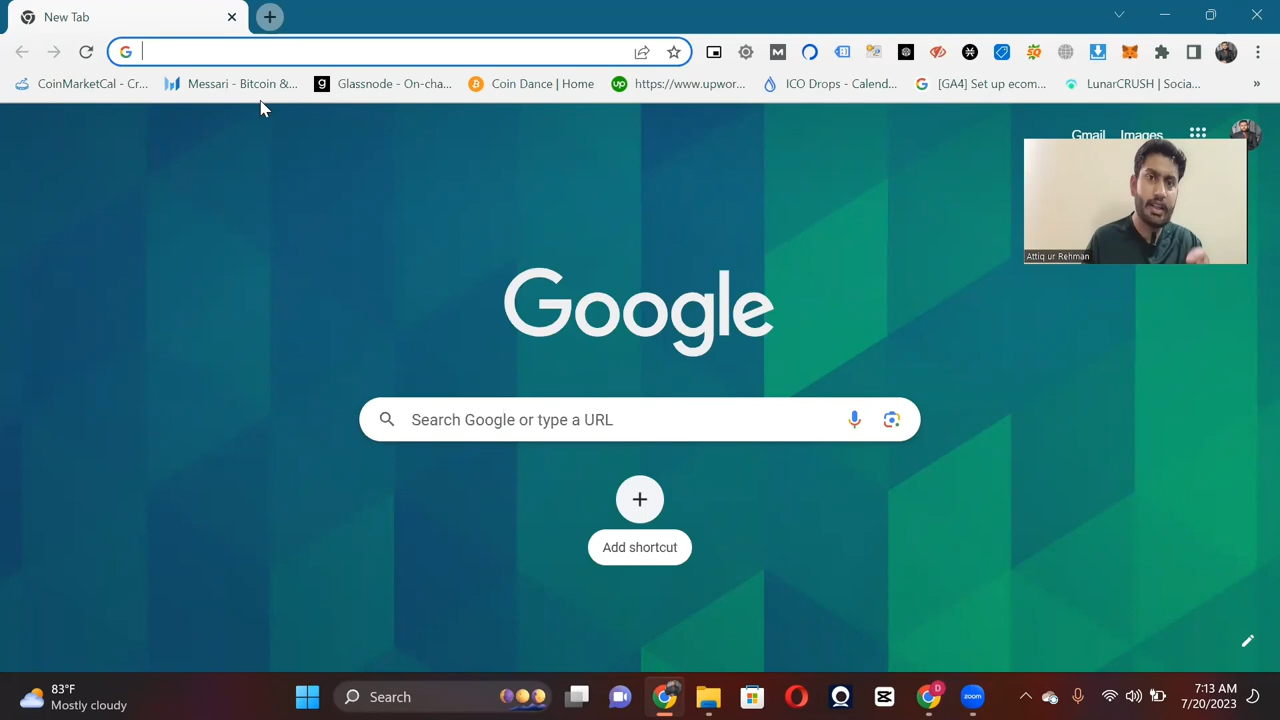 New Tab
CoinMarketCal - Cr...
Messari - Bitcoin &...
Glassnode - On-cha...
Coin Dance | Home
https://www.upwor...
ICO Drops - Calend...
[GA4] Set up ecom...
LunarCRUSH | Socia...
»
Gmail
Images
Attiq ur Rehman
Google
Search Google or type a URL
Add shortcut
83°F
Mostly cloudy
Search
zoom
7:13 AM
7/20/2023